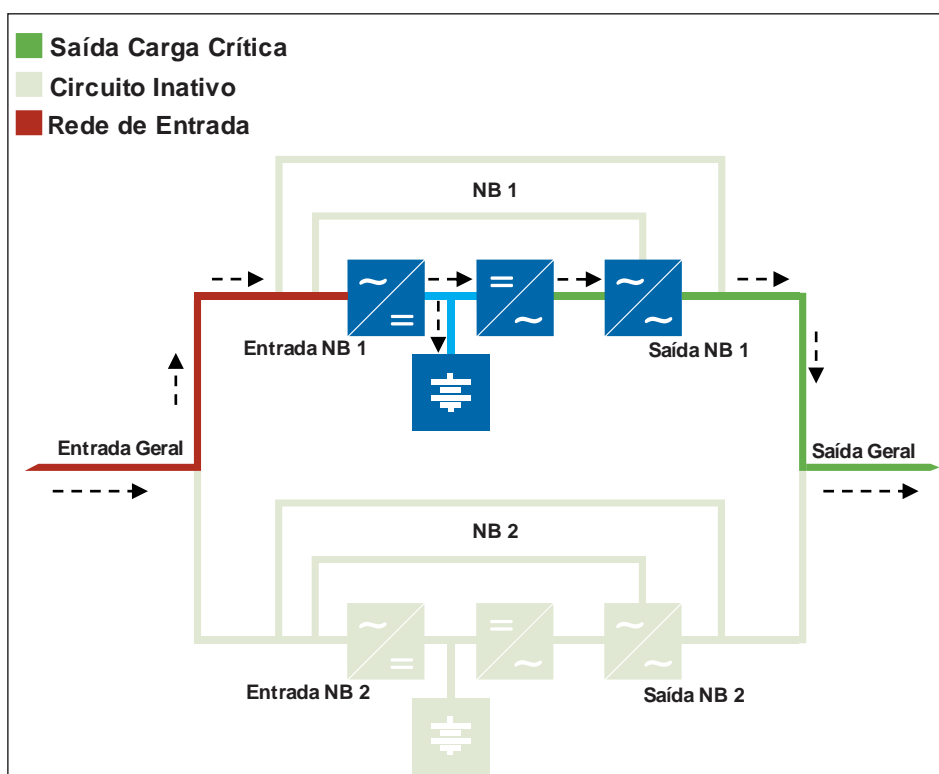 Saída Carga Crítica
Circuito Inativo
Rede de Entrada
NB 1
Entrada NB 1
Saída NB 1
Entrada Geral
Saída Geral
NB 2
Entrada NB 2
Saída NB 2